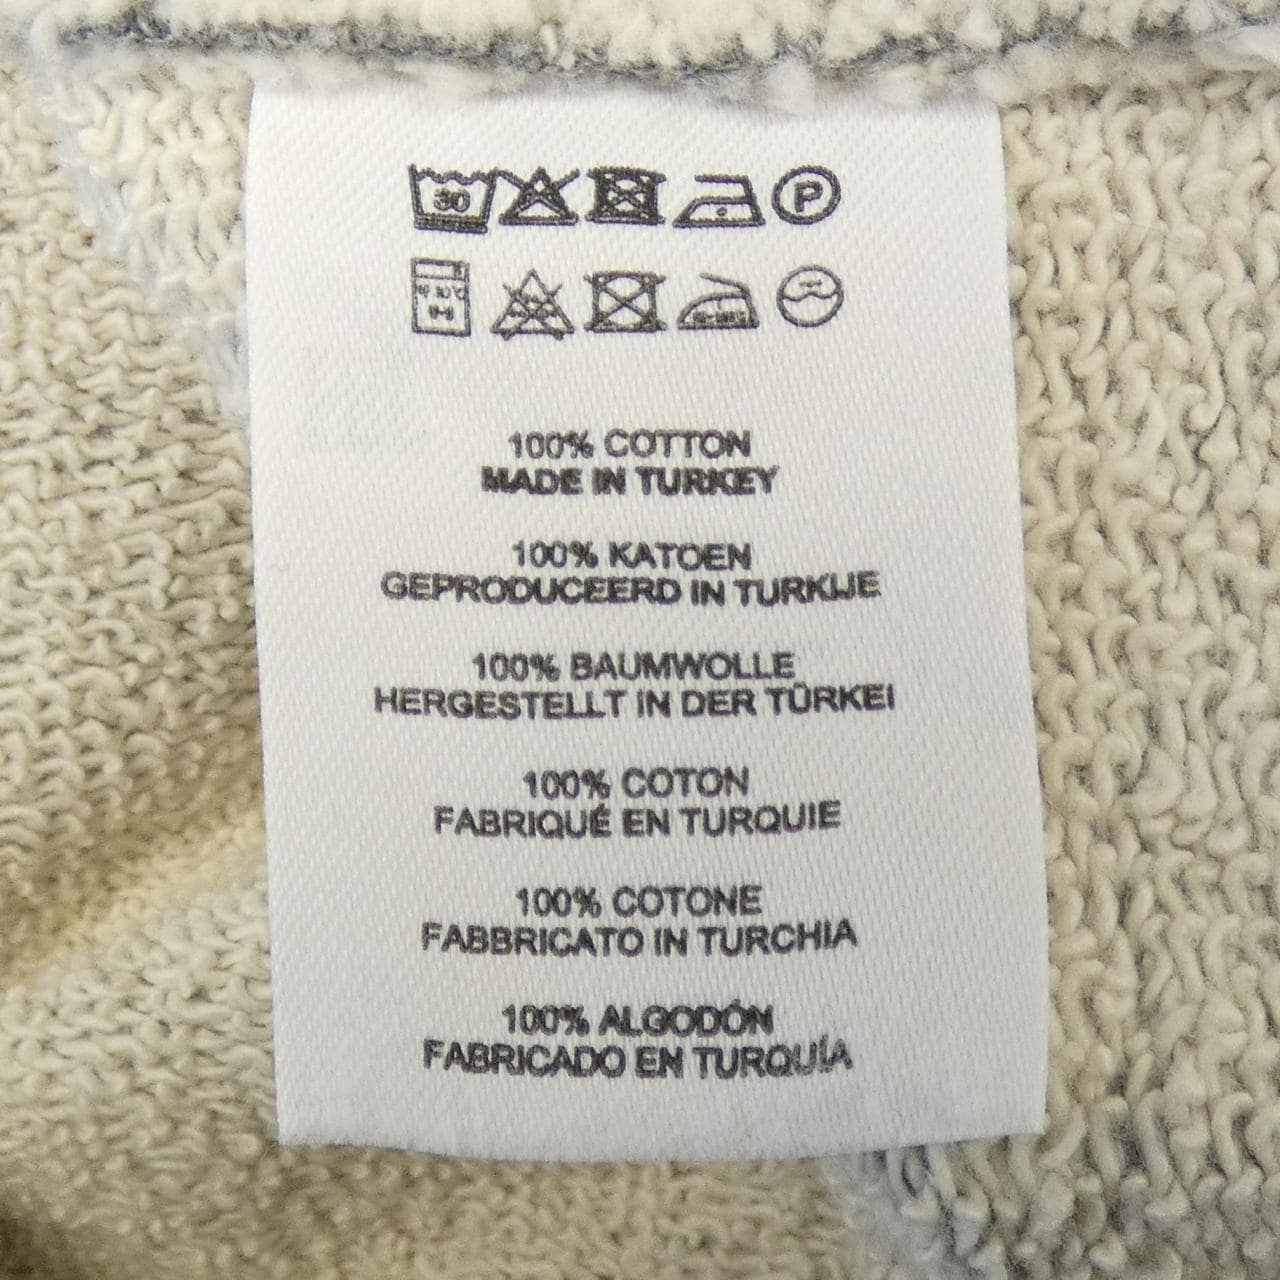 30
P
100% COTTON
MADE IN TURKEY
100% KATOEN
GEPRODUCEERD IN TURKIJE
100% BAUMWOLLE
HERGESTELLT IN DER TÜRKEI
100% COTON
FABRIQUÉ EN TURQUIE
100% COTONE
FABBRICATO IN TURCHIA
100% ALGODÓN
FABRICADO EN TURQUÍA